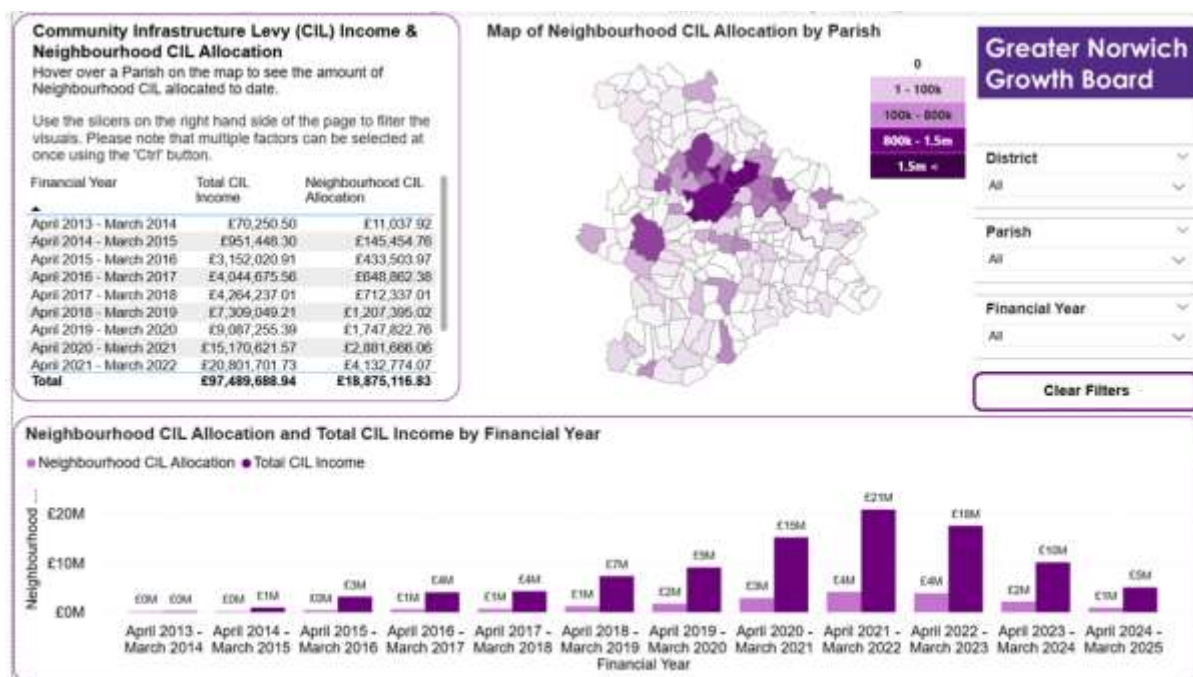 Community Infrastructure Levy (CIL) Income &
Neighbourhood CIL Allocation
Hover over a Parish on the map to see the amount of
Neighbourhood CIL allocated to date.
Use the slicers on the right hand side of the page to filter the
visuals. Please note that multiple factors can be selected at
once using the 'Ctrl' button.
Financial Year Total CIL Income Neighbourhood CIL Allocation
April 2013 - March 2014 £70,250.50 £11,037.92
April 2014 - March 2015 £951,448.30 £145,454.76
April 2015 - March 2016 £3,152,020.91 £433,503.97
April 2016 - March 2017 £4,044,675.56 £648,862.38
April 2017 - March 2018 £4,264,237.01 £712,337.01
April 2018 - March 2019 £7,309,049.21 £1,207,395.02
April 2019 - March 2020 £9,087,255.39 £1,747,822.76
April 2020 - March 2021 £15,170,621.57 £2,881,666.06
April 2021 - March 2022 £20,801,701.73 £4,132,774.07
Total £97,489,688.94 £18,875,116.83
Map of Neighbourhood CIL Allocation by Parish
0
1 - 100k
100k - 800k
800k - 1.5m
1.5m <
Greater Norwich
Growth Board
District
All
Parish
All
Financial Year
All
Clear Filters
Neighbourhood CIL Allocation and Total CIL Income by Financial Year
Neighbourhood CIL Allocation Total CIL Income
Neighbourhood ...
£20M
£10M
£0M
£0M £0M £0M £1M £0M £3M £1M £4M £1M £4M £1M £7M £2M £9M £3M £15M £4M £21M £4M £18M £2M £10M £1M £5M
April 2013 - April 2014 - April 2015 - April 2016 - April 2017 - April 2018 - April 2019 - April 2020 - April 2021 - April 2022 - April 2023 - April 2024 -
March 2014 March 2015 March 2016 March 2017 March 2018 March 2019 March 2020 March 2021 March 2022 March 2023 March 2024 March 2025
Financial Year